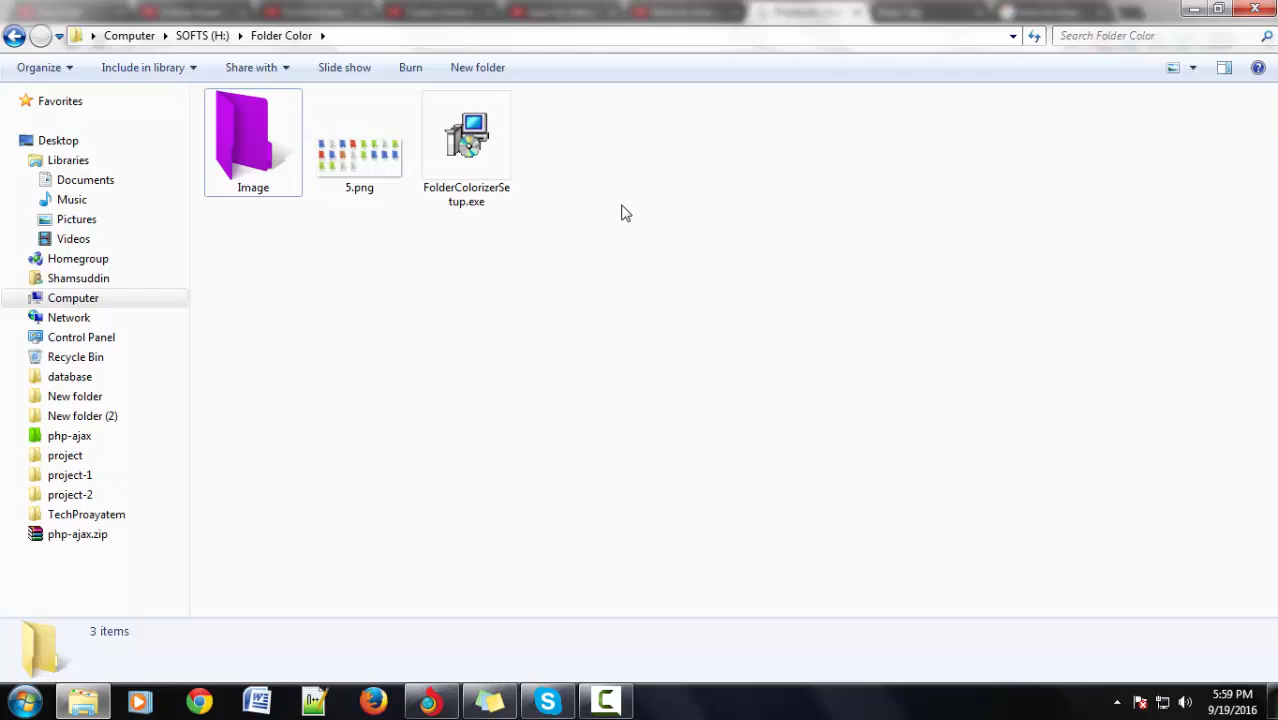 Computer SOFTS (H:) Folder Color Search Folder Color
Organize Include in library Share with Slide show Burn New folder
Favorites
Desktop
Libraries
Documents
Music
Pictures
Videos
Homegroup
Shamsuddin
Computer
Network
Control Panel
Recycle Bin
database
New folder
New folder (2)
php-ajax
project
project-1
project-2
TechProayatem
php-ajax.zip
Image
5.png
FolderColorizerSe
tup.exe
3 items
5:59 PM
9/19/2016